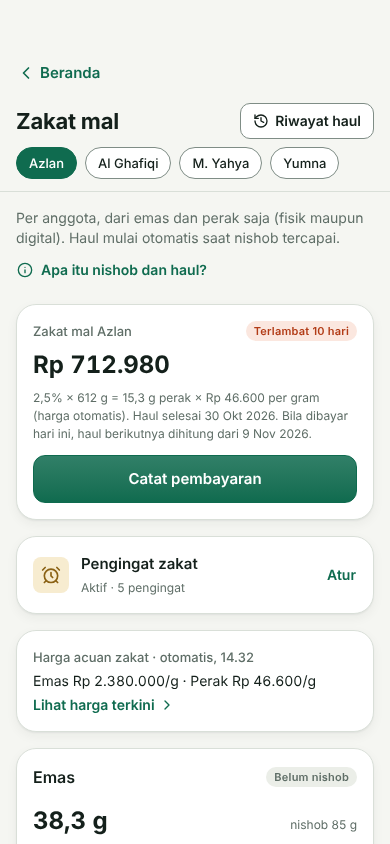 Beranda
Zakat mal
Riwayat haul
Azlan
Al Ghafiqi
M. Yahya
Yumna
Per anggota, dari emas dan perak saja (fisik maupun
digital). Haul mulai otomatis saat nishob tercapai.
Apa itu nishob dan haul?
Zakat mal Azlan
Terlambat 10 hari
Rp 712.980
2,5% × 612 g = 15,3 g perak × Rp 46.600 per gram
(harga otomatis). Haul selesai 30 Okt 2026. Bila dibayar
hari ini, haul berikutnya dihitung dari 9 Nov 2026.
Catat pembayaran
Pengingat zakat
Aktif · 5 pengingat
Atur
Harga acuan zakat · otomatis, 14.32
Emas Rp 2.380.000/g · Perak Rp 46.600/g
Lihat harga terkini
Emas
Belum nishob
38,3 g
nishob 85 g